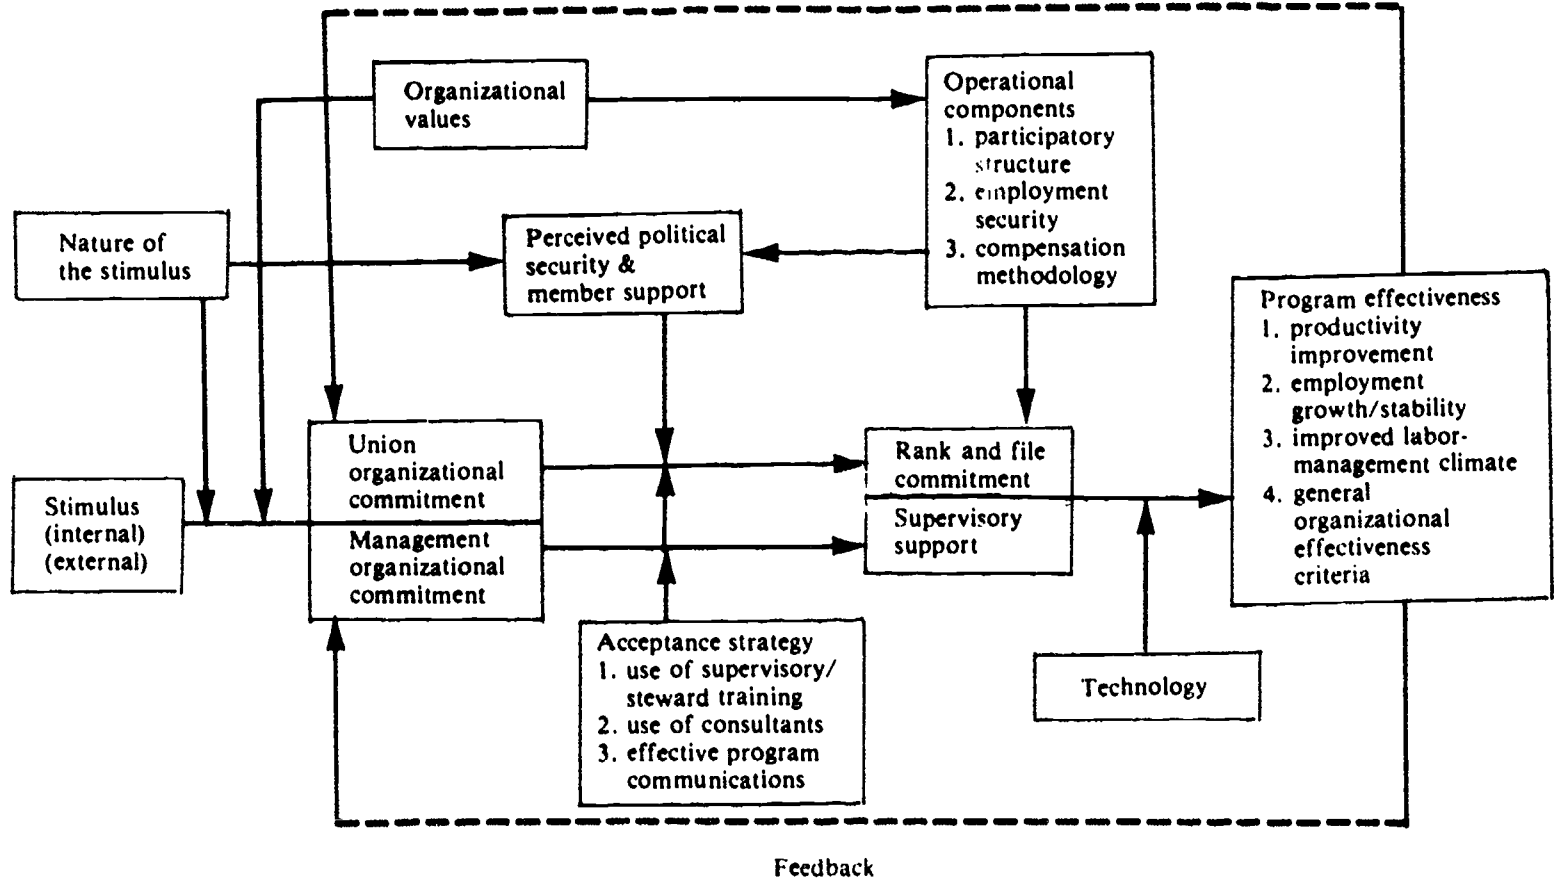 Organizational
values
Operational
components
1. participatory
structure
2. employment
security
3. compensation
methodology
Nature of
the stimulus
Perceived political
security &
member support
Program effectiveness
1. productivity
improvement
2. employment
growth/stability
3. improved labor-
management climate
4. general
organizational
effectiveness
criteria
Stimulus
(internal)
(external)
Union
organizational
commitment
Management
organizational
commitment
Rank and file
commitment
Supervisory
support
Acceptance strategy
1. use of supervisory/
steward training
2. use of consultants
3. effective program
communications
Technology
Feedback